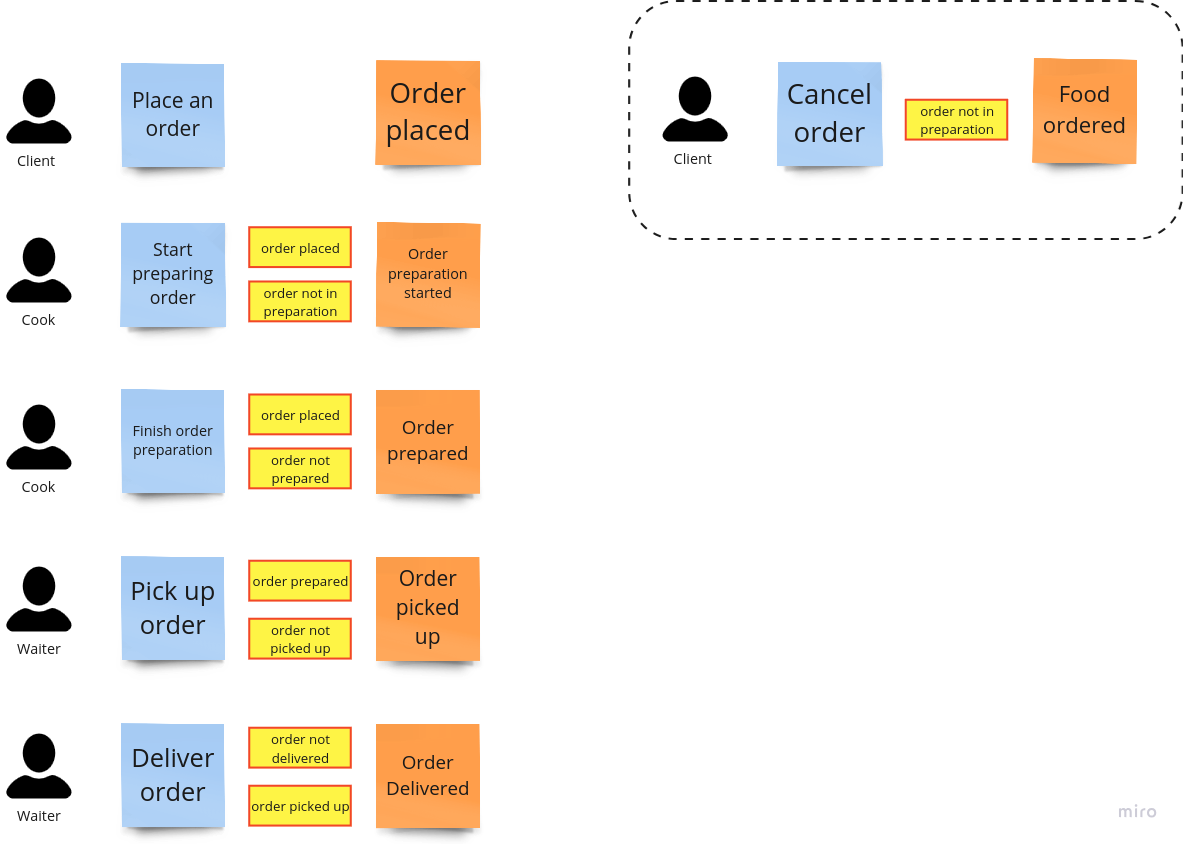 Place an
order
Order
placed
Client
Cancel
order
order not in
preparation
Food
ordered
Client
Start
preparing
order
order placed
order not in
preparation
Order
preparation
started
Cook
Finish order
preparation
order placed
order not
prepared
Order
prepared
Cook
Pick up
order
order prepared
order not
picked up
Order
picked
up
Waiter
Deliver
order
order not
delivered
order picked up
Order
Delivered
Waiter
miro